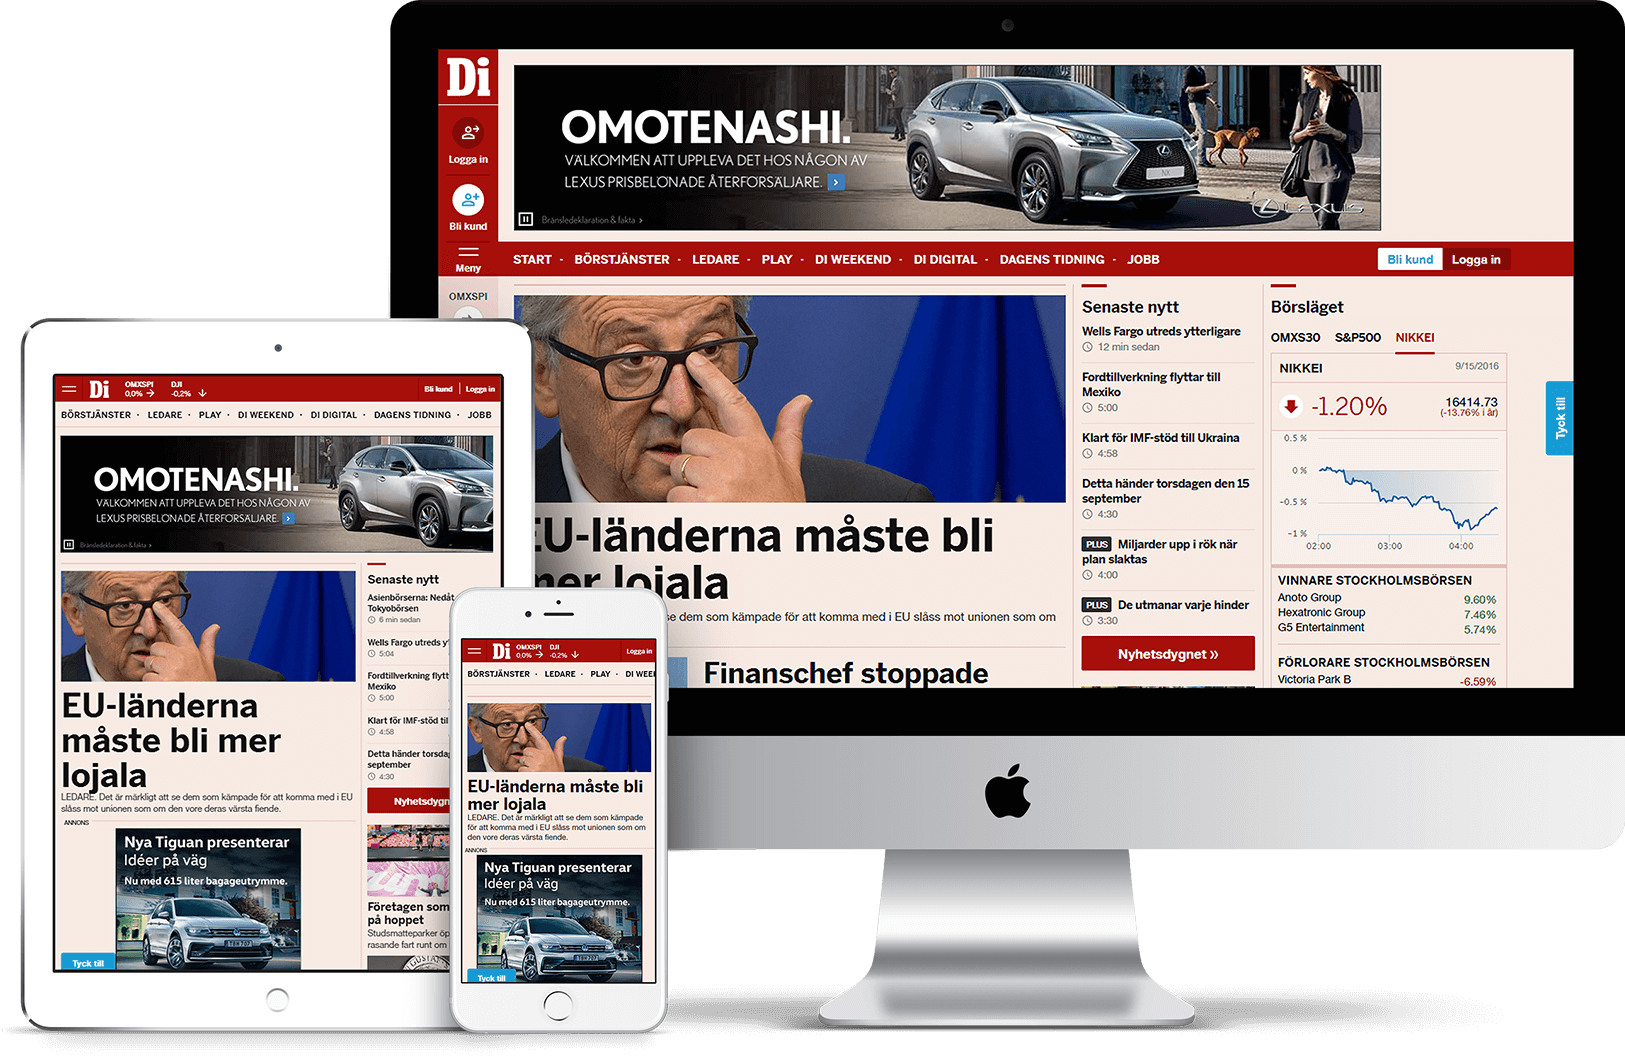 Di
Logga in
Bli kund
Meny
OMXSPI
OMOTENASHI.
VÄLKOMMEN ATT UPPLEVA DET HOS NÅGON AV
LEXUS PRISBELÖNADE ÅTERFÖRSÄLJARE.
Bränsledeklaration & fakta
NX
LEXUS
START · BÖRSTJÄNSTER · LEDARE · PLAY · DI WEEKEND · DI DIGITAL · DAGENS TIDNING · JOBB
Bli kund Logga in
EU-länderna måste bli
mer lojala
se dem som kämpade för att komma med i EU slåss mot unionen som om
Finanschef stoppade
Senaste nytt
Wells Fargo utreds ytterligare
12 min sedan
Fordtillverkning flyttar till
Mexiko
5:00
Klart för IMF-stöd till Ukraina
4:58
Detta händer torsdagen den 15
september
4:30
PLUS Miljarder upp i rök när
plan slaktas
4:00
PLUS De utmanar varje hinder
3:30
Nyhetsdygnet »
Börsläget
OMXS30 S&P500 NIKKEI
NIKKEI 9/15/2016
-1.20% 16414.73
(-13.76% i år)
0.5 %
0 %
-0.5 %
-1 %
02:00 03:00 04:00
VINNARE STOCKHOLMSBÖRSEN
Anoto Group 9.60%
Hexatronic Group 7.46%
G5 Entertainment 5.74%
FÖRLORARE STOCKHOLMSBÖRSEN
Victoria Park B -6.59%
Tyck till
Di OMXSPI DJI Bli kund Logga in
0,0% -0,2%
BÖRSTJÄNSTER · LEDARE · PLAY · DI WEEKEND · DI DIGITAL · DAGENS TIDNING · JOBB
OMOTENASHI.
VÄLKOMMEN ATT UPPLEVA DET HOS NÅGON AV
LEXUS PRISBELÖNADE ÅTERFÖRSÄLJARE.
Bränsledeklaration & fakta
EU-länderna
måste bli mer
lojala
LEDARE. Det är märkligt att se dem som kämpade för att komma med i EU
slåss mot unionen som om den vore deras värsta fiende.
ANNONS
Nya Tiguan presenterar
Idéer på väg
Nu med 615 liter bagageutrymme.
TBH 707
Tyck till
Senaste nytt
Asienbörserna: Nedåt
Tokyobörsen
6 min sedan
Wells Fargo utreds y
5:04
Fordtillverkning flytt
Mexiko
5:00
Klart för IMF-stöd til
4:58
Detta händer torsdag
september
4:30
Nyhetsdygn
Företagen som
på hoppet
Studsmatteparker öp
rasande fart runt om
Di OMXSPI DJI Logga in
0,0% -0,2%
BÖRSTJÄNSTER · LEDARE · PLAY · DI WEEK
EU-länderna måste bli
mer lojala
LEDARE. Det är märkligt att se dem som kämpade
för att komma med i EU slåss mot unionen som om
den vore deras värsta fiende.
ANNONS
Nya Tiguan presenterar
Idéer på väg
Nu med 615 liter bagageutrymme.
TBH 707
Tyck till